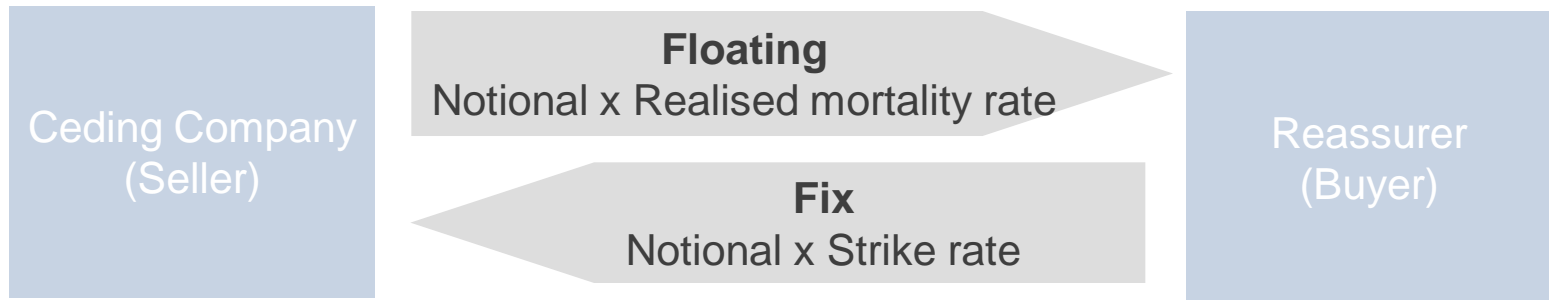 Ceding Company
(Seller)
Floating
Notional x Realised mortality rate
Fix
Notional x Strike rate
Reassurer
(Buyer)